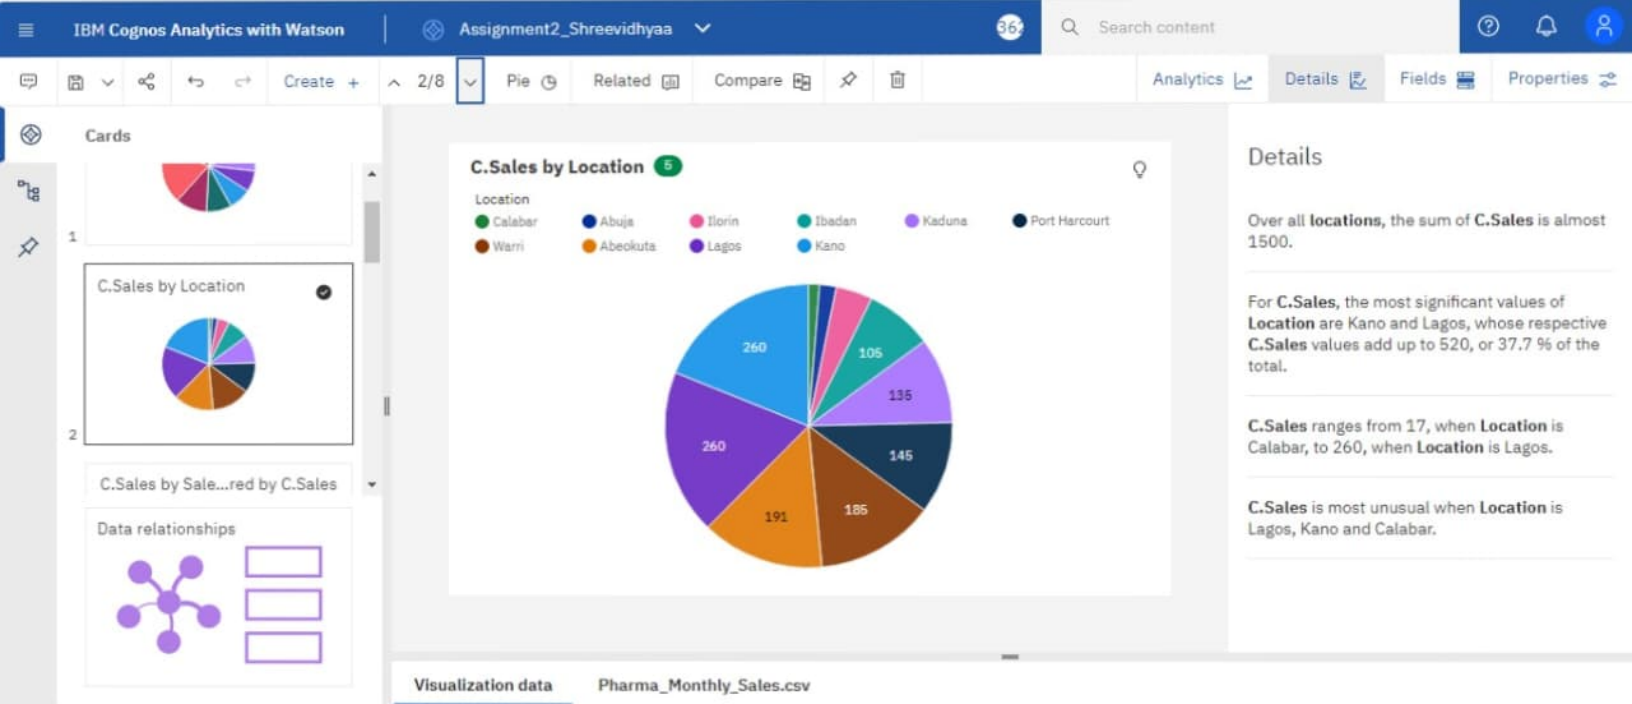 IBM Cognos Analytics with Watson
Assignment2_Shreevidhyaa
Search content
Create +
2/8
Pie
Related
Compare
Analytics
Details
Fields
Properties
Cards
1
C.Sales by Location
2
C.Sales by Sale...red by C.Sales
Data relationships
C.Sales by Location 5
Location
Calabar Abuja Ilorin Ibadan Kaduna Port Harcourt
Warri Abeokuta Lagos Kano
260
105
135
260
145
191
185
Details
Over all locations, the sum of C.Sales is almost
1500.
For C.Sales, the most significant values of
Location are Kano and Lagos, whose respective
C.Sales values add up to 520, or 37.7 % of the
total.
C.Sales ranges from 17, when Location is
Calabar, to 260, when Location is Lagos.
C.Sales is most unusual when Location is
Lagos, Kano and Calabar.
Visualization data
Pharma_Monthly_Sales.csv